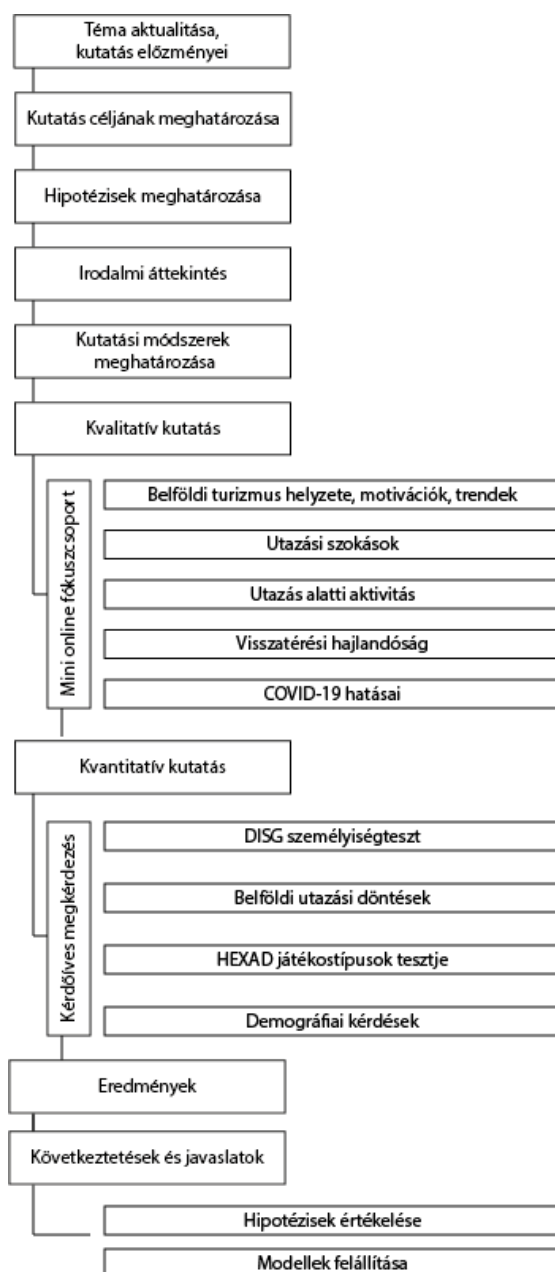 Téma aktualitása,
kutatás előzményei
Kutatás céljának meghatározása
Hipotézisek meghatározása
Irodalmi áttekintés
Kutatási módszerek
meghatározása
Kvalitatív kutatás
Mini online fókuszcsoport
Belföldi turizmus helyzete, motivációk, trendek
Utazási szokások
Utazás alatti aktivitás
Visszatérési hajlandóság
COVID-19 hatásai
Kvantitatív kutatás
Kérdőíves megkérdezés
DISG személyiségteszt
Belföldi utazási döntések
HEXAD játékostípusok tesztje
Demográfiai kérdések
Eredmények
Következtetések és javaslatok
Hipotézisek értékelése
Modellek felállítása